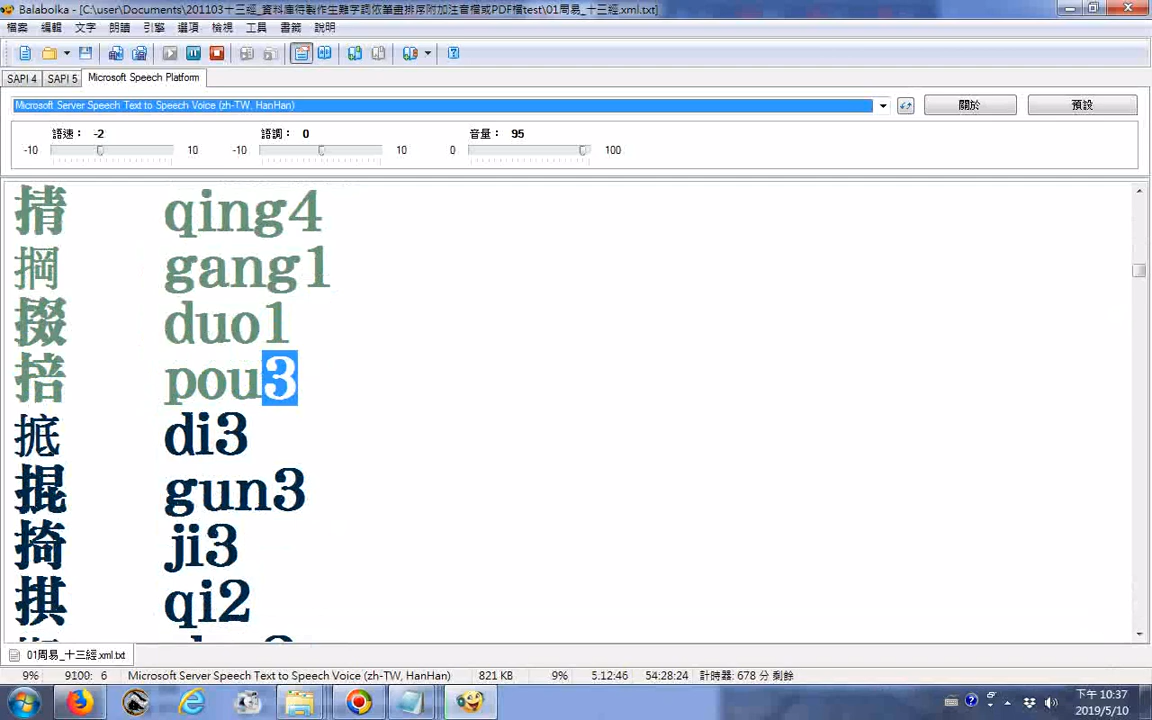 Balabolka - [C:\user\Documents\201103十三經_資料庫待製作生難字詞依筆畫排序附加注音檔或PDF檔test\01周易_十三經.xml.txt]
檔案 編輯 文字 朗讀 引擎 選項 檢視 工具 書籤 說明
SAPI 4 SAPI 5 Microsoft Speech Platform
Microsoft Server Speech Text to Speech Voice (zh-TW, HanHan) 關於 預設
語速: -2 語調: 0 音量: 95
-10 10 -10 10 0 100
掅 qing4
掆 gang1
掇 duo1
掊 pou3
掋 di3
掍 gun3
掎 ji3
掑 qi2
01周易_十三經.xml.txt
9% 9100: 6 Microsoft Server Speech Text to Speech Voice (zh-TW, HanHan) 821 KB 9% 5.12:46 54:28:24 計時器: 678 分 剩餘
下午 10:37
2019/5/10